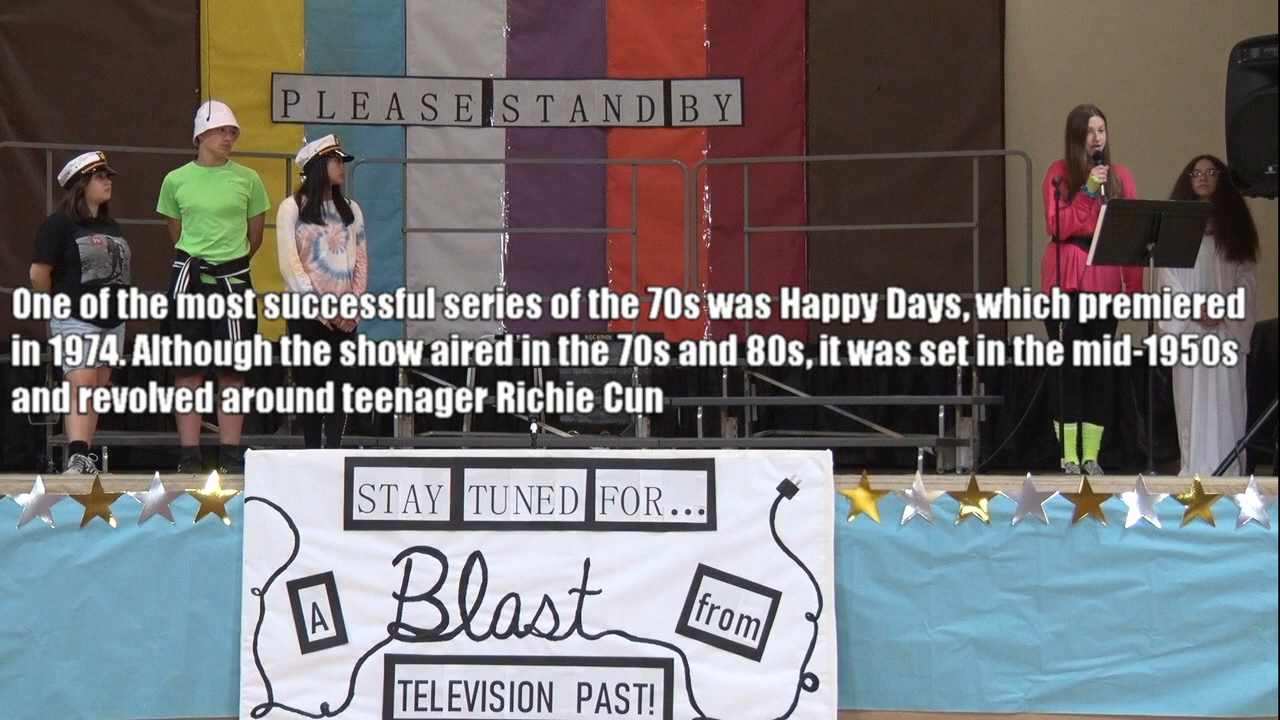 PLEASE STAND BY
One of the most successful series of the 70s was Happy Days, which premiered
in 1974. Although the show aired in the 70s and 80s, it was set in the mid-1950s
and revolved around teenager Richie Cun
STAY TUNED FOR...
A Blast from
TELEVISION PAST!